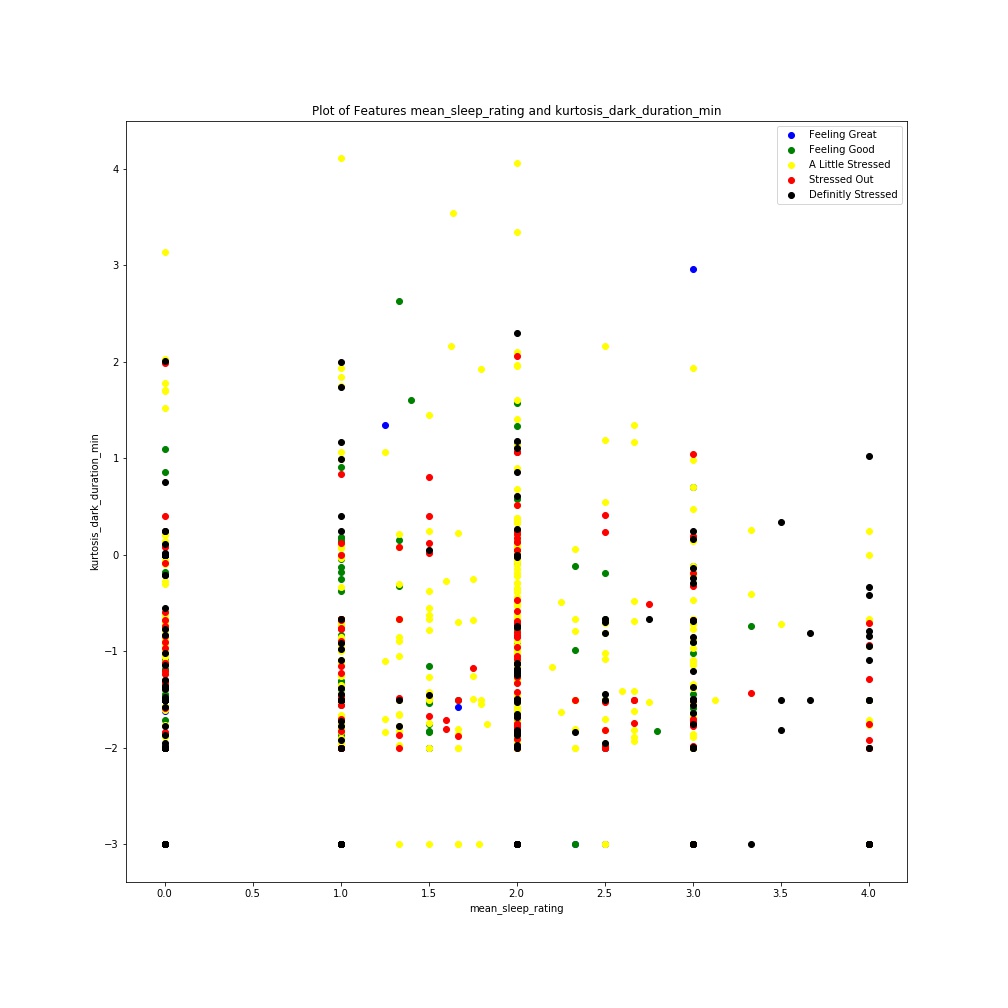 Plot of Features mean_sleep_rating and kurtosis_dark_duration_min
Feeling Great
Feeling Good
A Little Stressed
Stressed Out
Definitly Stressed
kurtosis_dark_duration_min
4
3
2
1
0
−1
−2
−3
0.0 0.5 1.0 1.5 2.0 2.5 3.0 3.5 4.0
mean_sleep_rating